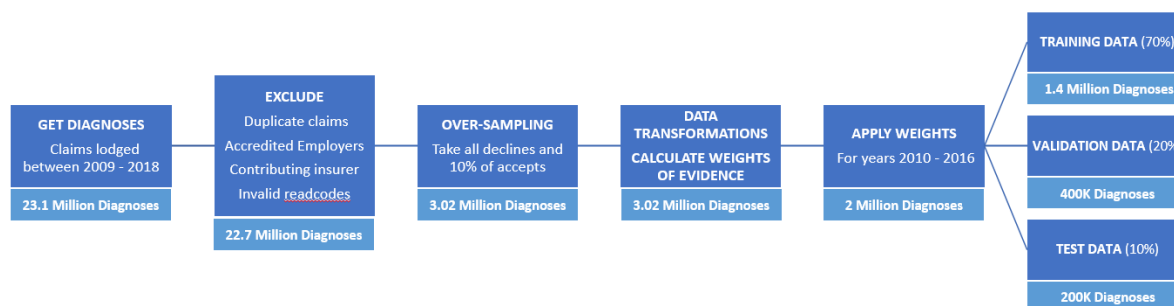 GET DIAGNOSES
Claims lodged
between 2009 - 2018
23.1 Million Diagnoses
EXCLUDE
Duplicate claims
Accredited Employers
Contributing insurer
Invalid readcodes
22.7 Million Diagnoses
OVER-SAMPLING
Take all declines and
10% of accepts
3.02 Million Diagnoses
DATA
TRANSFORMATIONS
CALCULATE WEIGHTS
OF EVIDENCE
3.02 Million Diagnoses
APPLY WEIGHTS
For years 2010 - 2016
2 Million Diagnoses
TRAINING DATA (70%)
1.4 Million Diagnoses
VALIDATION DATA (20%
400K Diagnoses
TEST DATA (10%)
200K Diagnoses